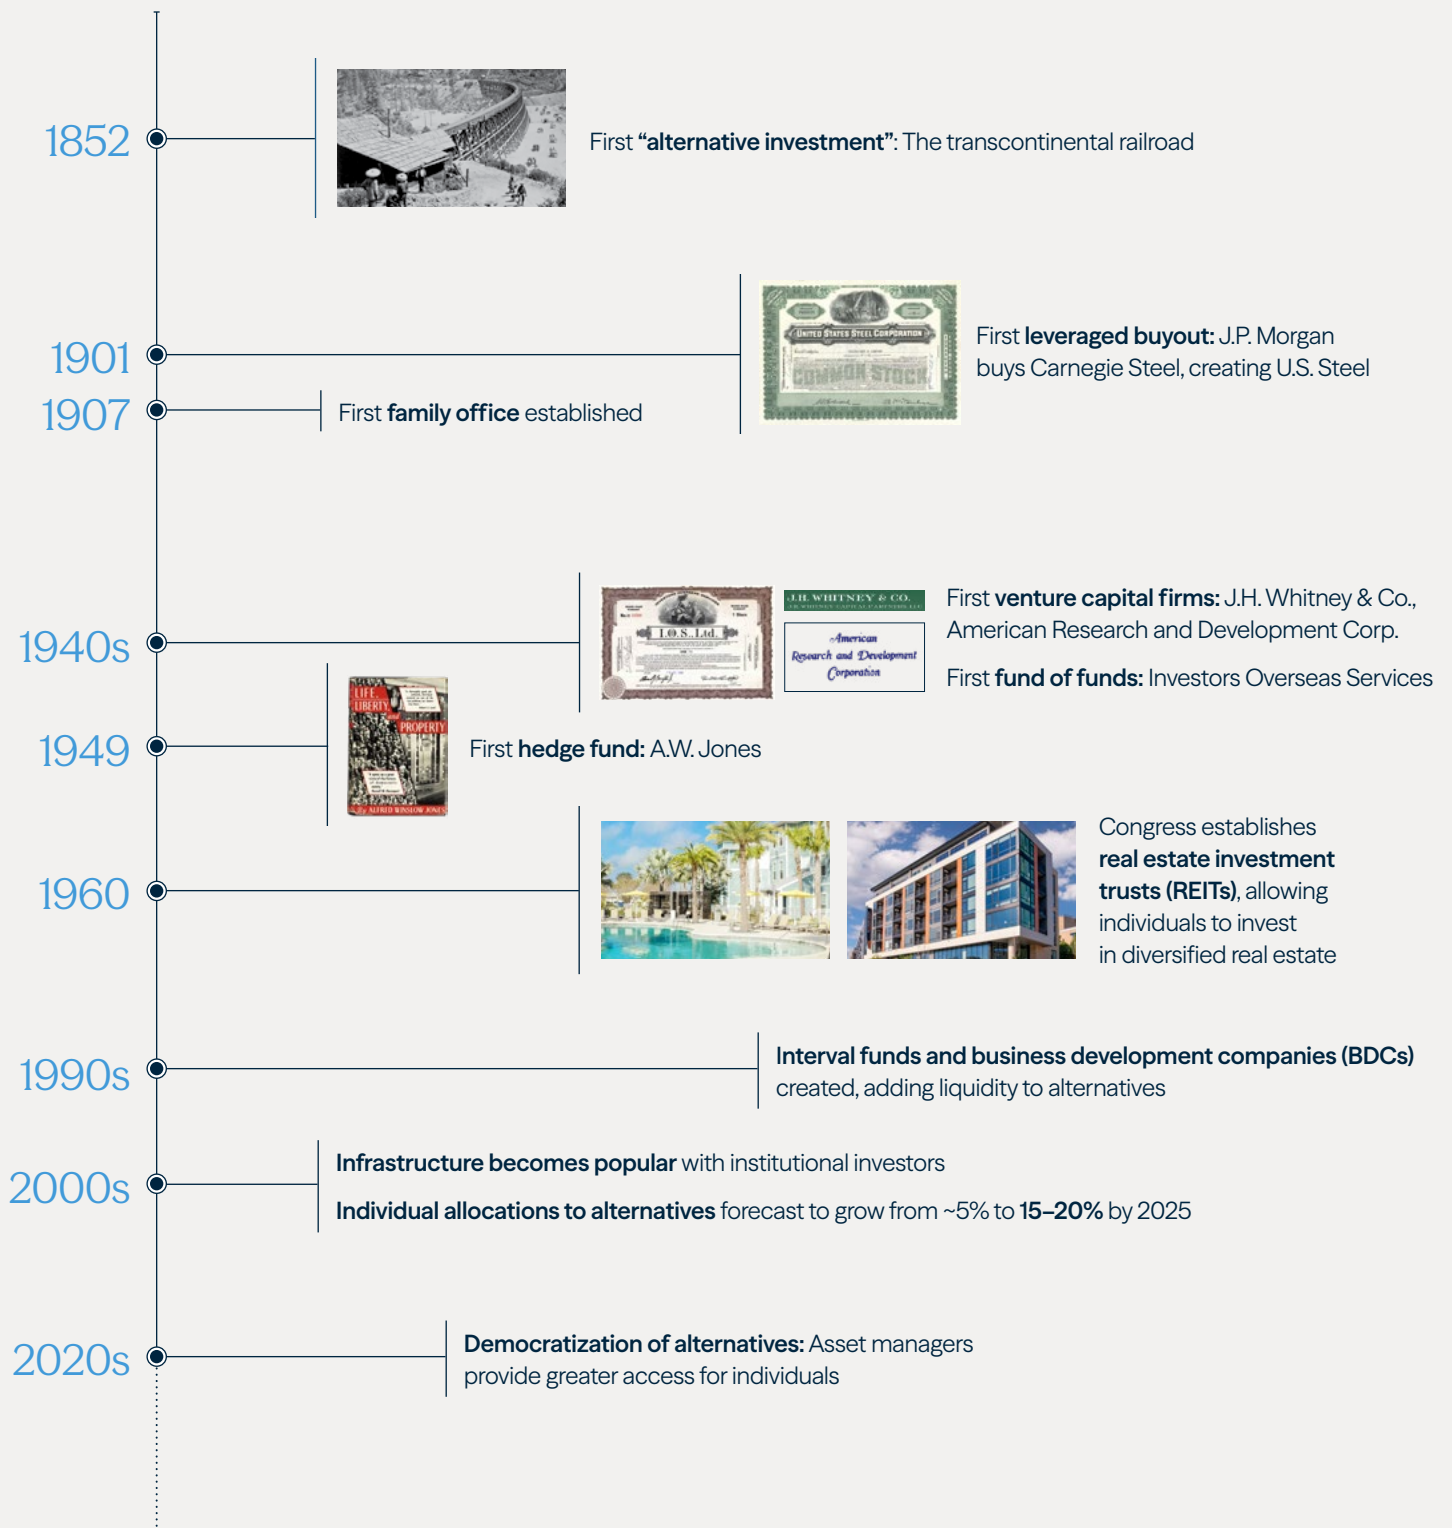 1852
First “alternative investment”: The transcontinental railroad
1901
UNITED STATES STEEL CORPORATION
COMMON STOCK
First leveraged buyout: J.P. Morgan
buys Carnegie Steel, creating U.S. Steel
1907
First family office established
1940s
I.O.S., Ltd.
J.H. WHITNEY & CO.
American
Research and Development
Corporation
First venture capital firms: J.H. Whitney & Co.,
American Research and Development Corp.
First fund of funds: Investors Overseas Services
1949
LIFE,
LIBERTY
and
PROPERTY
By ALFRED WINSLOW JONES
First hedge fund: A.W. Jones
1960
Congress establishes
real estate investment
trusts (REITs), allowing
individuals to invest
in diversified real estate
1990s
Interval funds and business development companies (BDCs)
created, adding liquidity to alternatives
2000s
Infrastructure becomes popular with institutional investors
Individual allocations to alternatives forecast to grow from ~5% to 15–20% by 2025
2020s
Democratization of alternatives: Asset managers
provide greater access for individuals